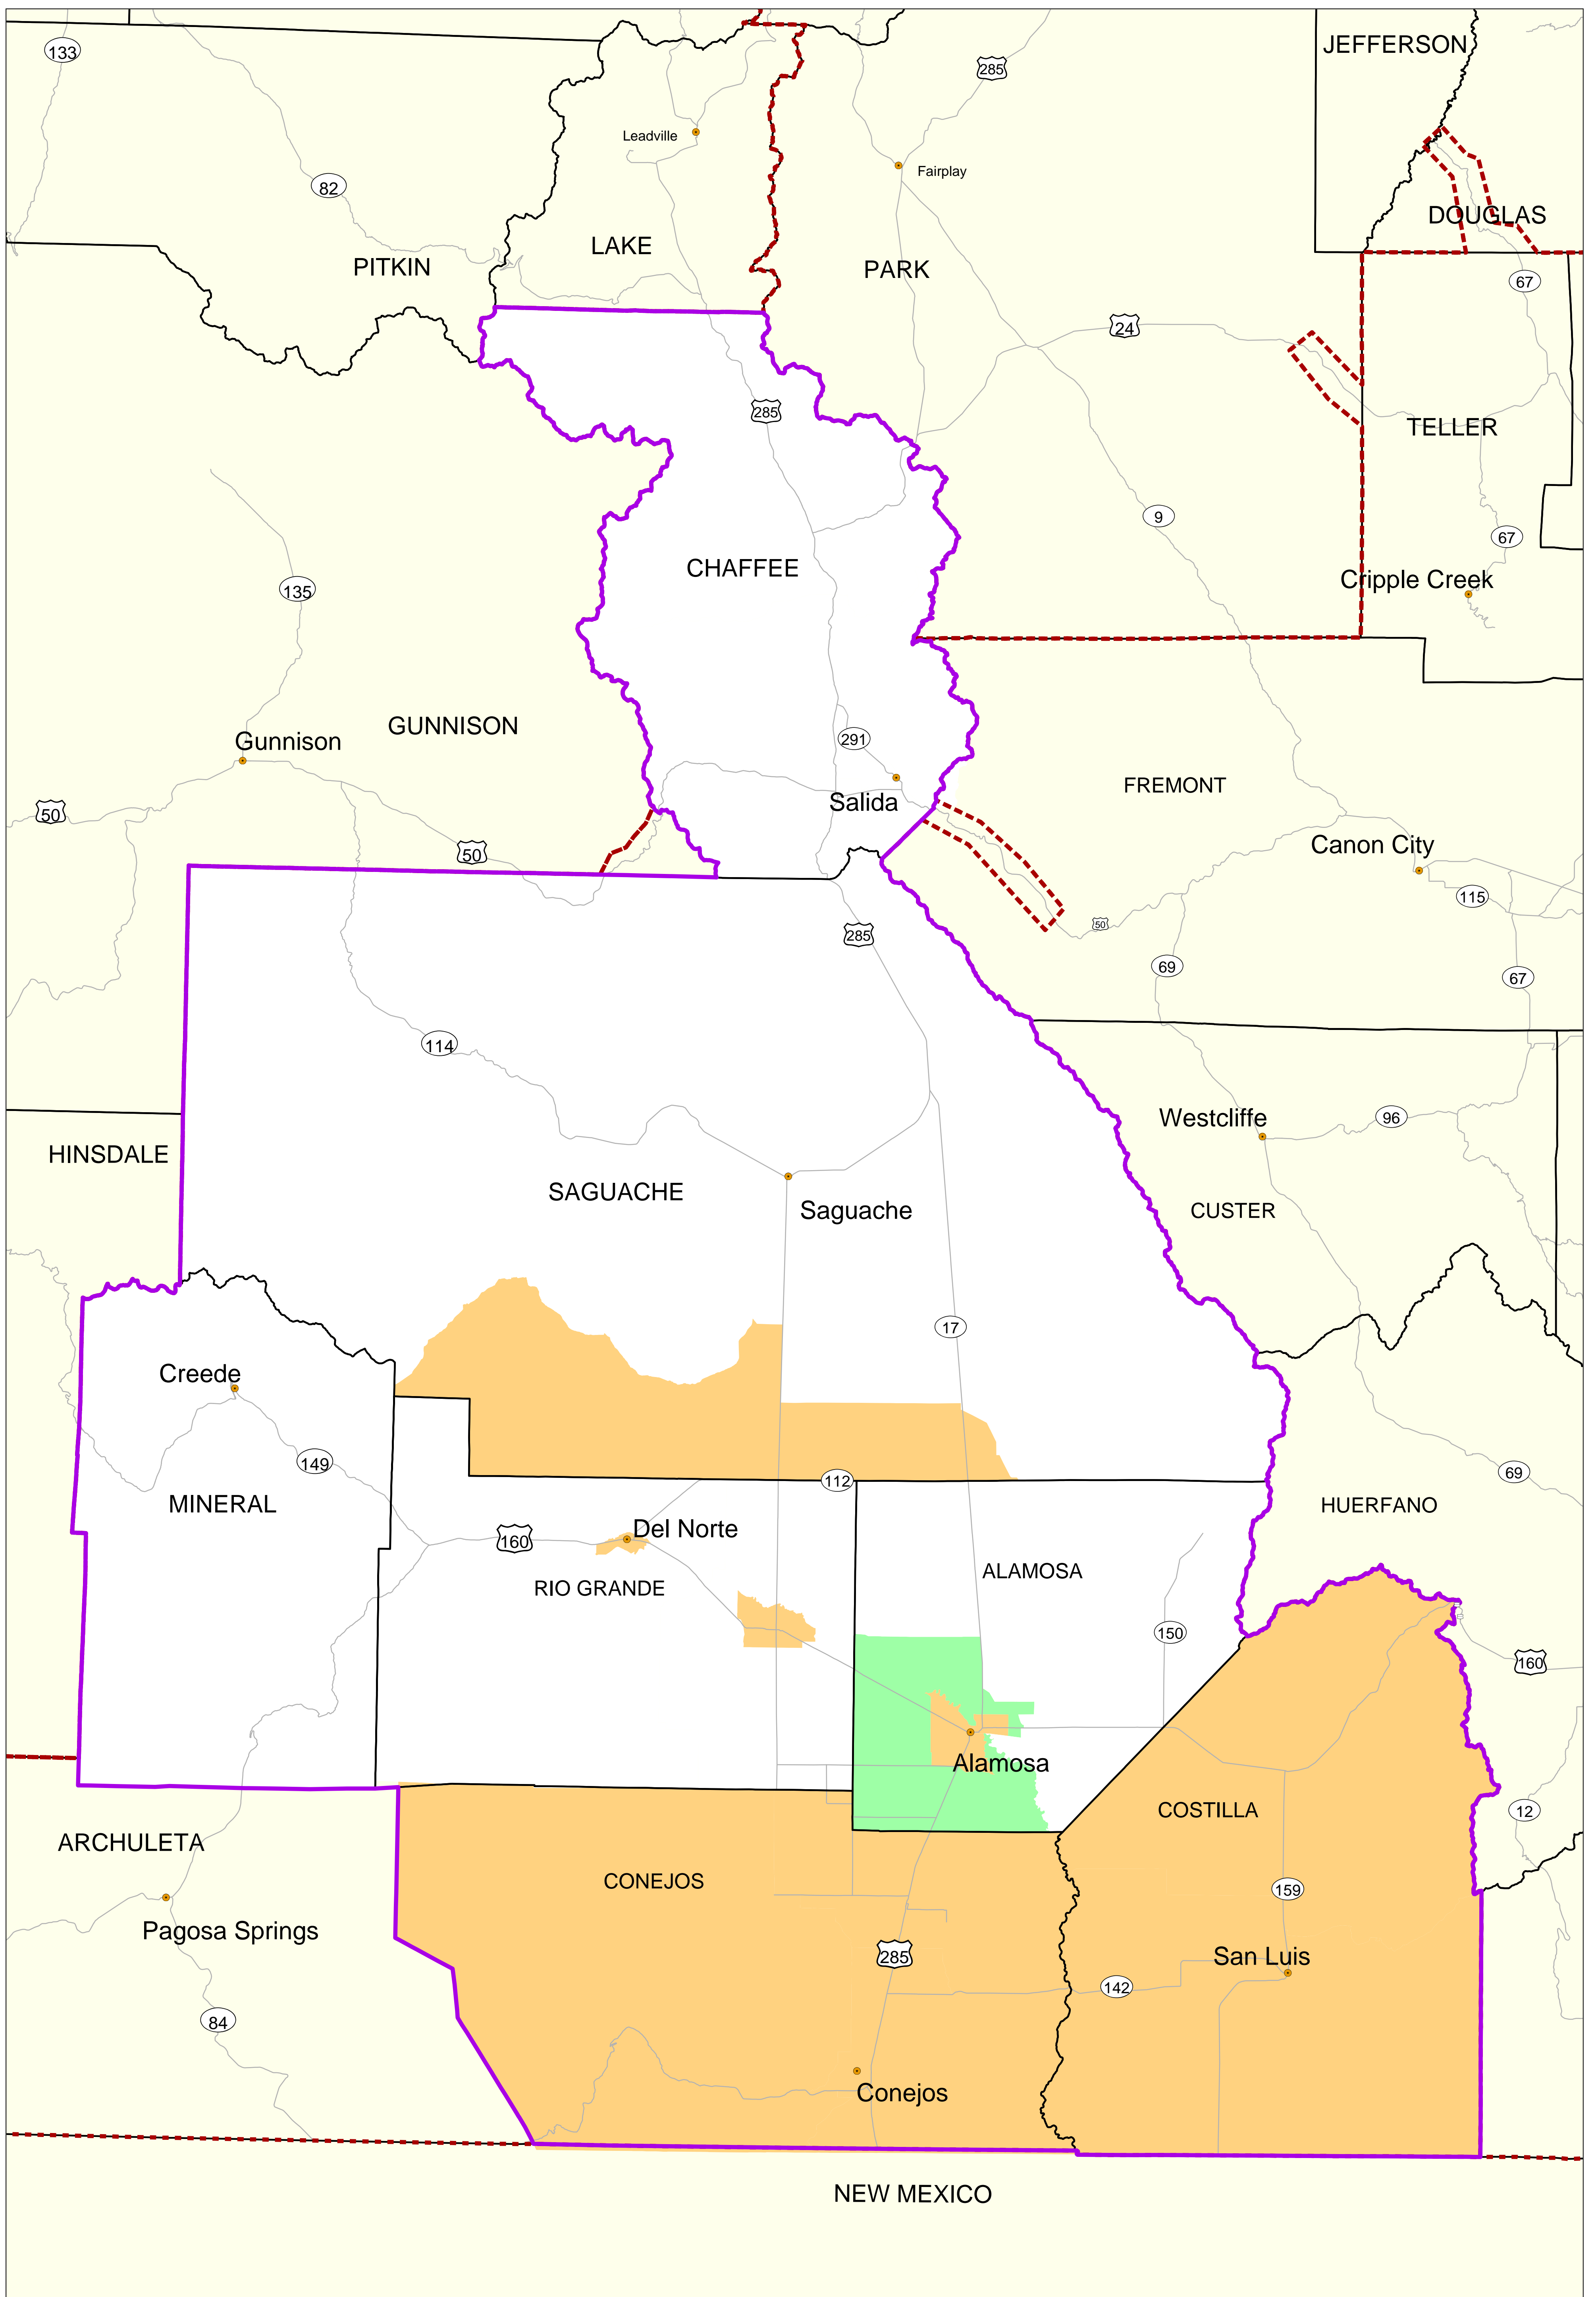 JEFFERSON
133
285
Leadville
Fairplay
82
DOUGLAS
LAKE
PITKIN
PARK
67
24
285
TELLER
9
67
CHAFFEE
Cripple Creek
135
GUNNISON
Gunnison
291
FREMONT
Salida
50
50
Canon City
115
50
285
69
67
114
Westcliffe
96
HINSDALE
SAGUACHE
Saguache
CUSTER
17
Creede
149
69
112
MINERAL
HUERFANO
Del Norte
160
ALAMOSA
RIO GRANDE
150
160
Alamosa
COSTILLA
12
ARCHULETA
CONEJOS
159
Pagosa Springs
285
San Luis
142
84
Conejos
NEW MEXICO